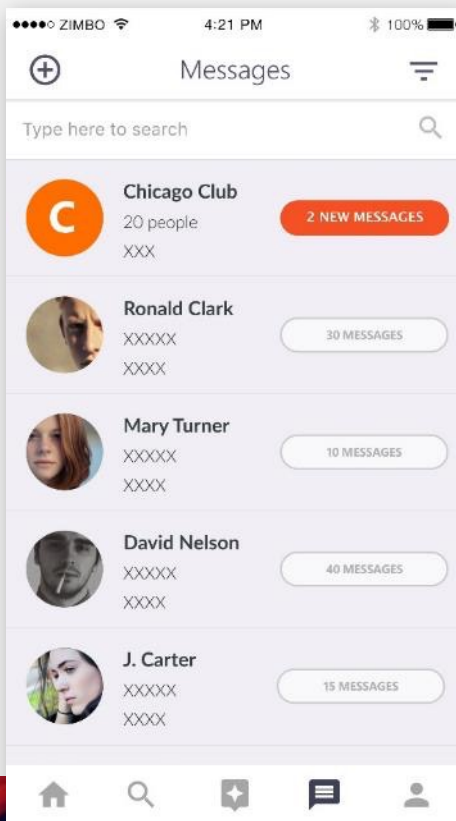 ZIMBO 4:21 PM 100%
Messages
Type here to search
C
Chicago Club
20 people
XXX
2 NEW MESSAGES
Ronald Clark
XXXXX
XXXX
30 MESSAGES
Mary Turner
XXXXX
XXXX
10 MESSAGES
David Nelson
XXXXX
XXXX
40 MESSAGES
J. Carter
XXXXX
XXXX
15 MESSAGES